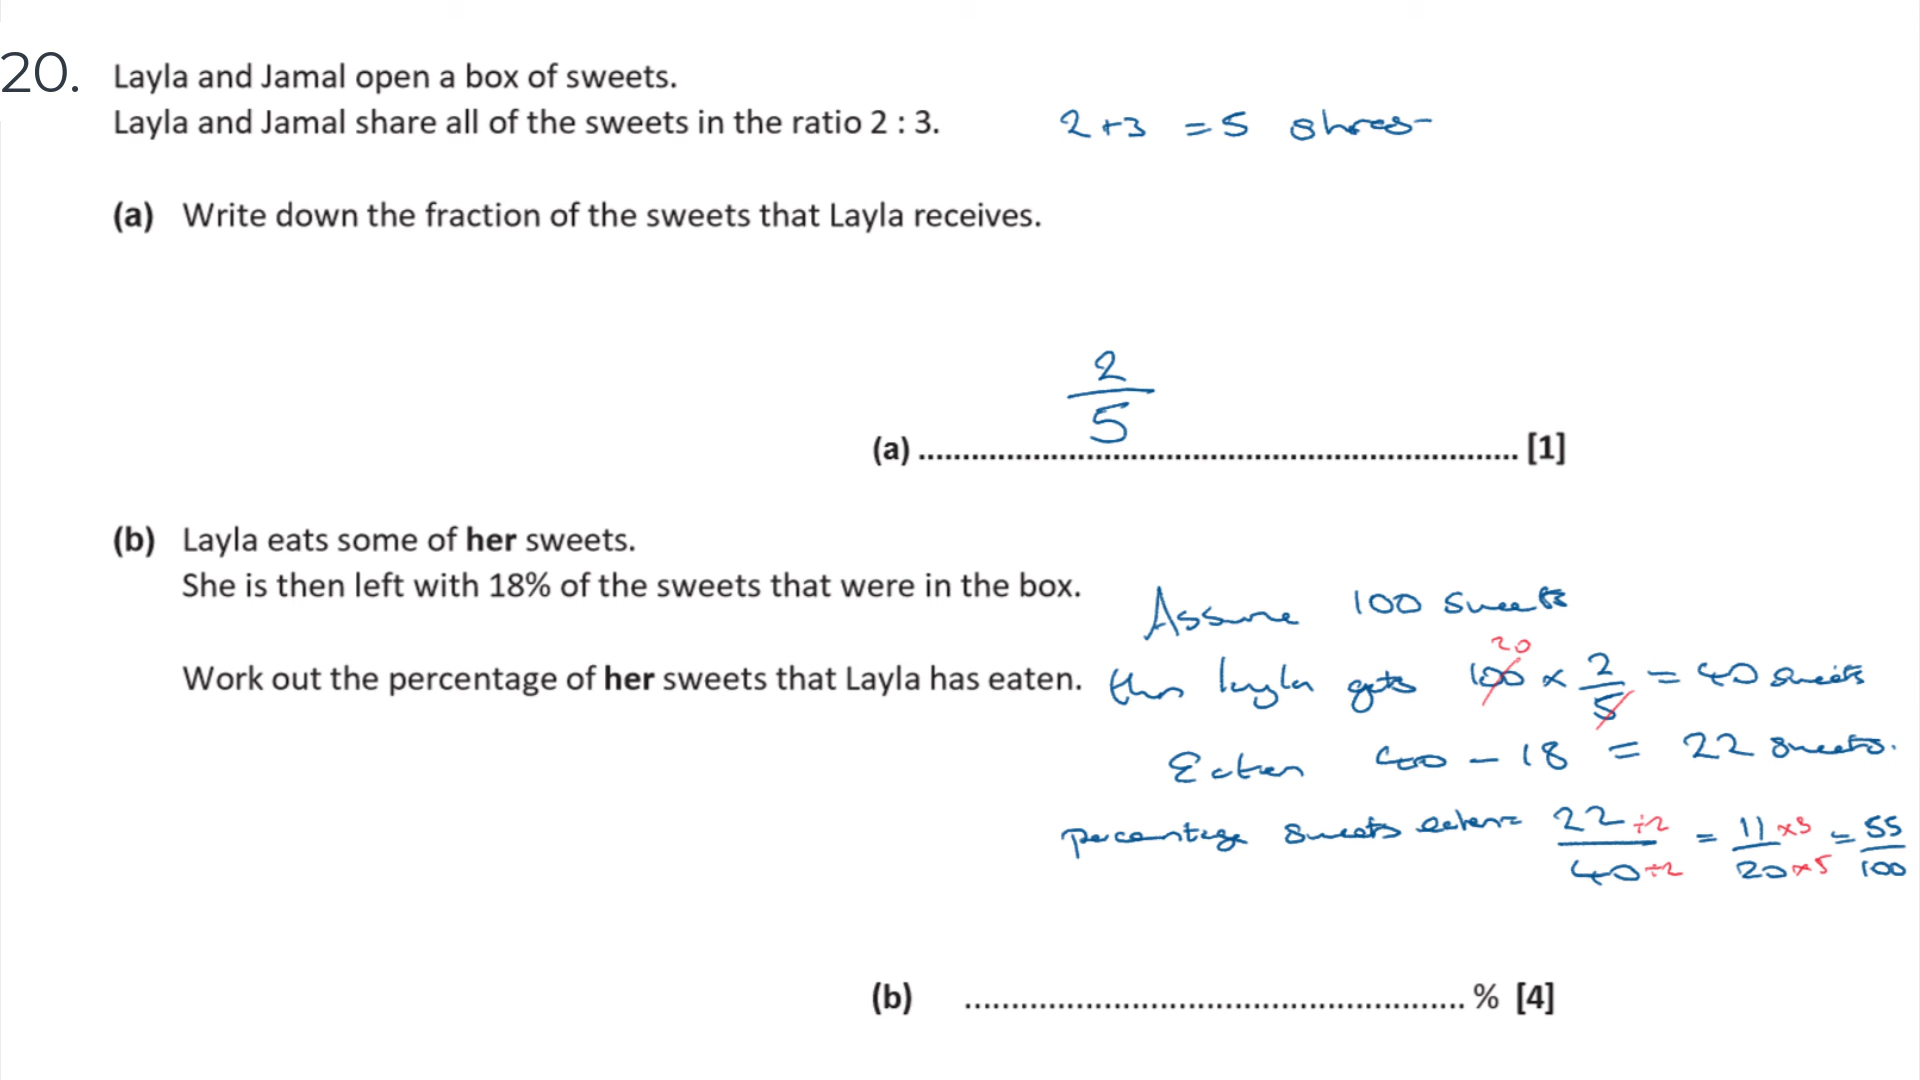 20. Layla and Jamal open a box of sweets.
Layla and Jamal share all of the sweets in the ratio 2 : 3.
2+3 = 5 shares
(a) Write down the fraction of the sweets that Layla receives.
2
5
(a) ........................................ [1]
(b) Layla eats some of her sweets.
She is then left with 18% of the sweets that were in the box.
Assume 100 sweets
Work out the percentage of her sweets that Layla has eaten.
20
then layla gets 100 × 2/5 = 40 sweets
Eaten 40 – 18 = 22 sweets.
percentage sweets eaten = 22÷2/40÷2 = 11×5/20×5 = 55/100
(b) ........................................ % [4]